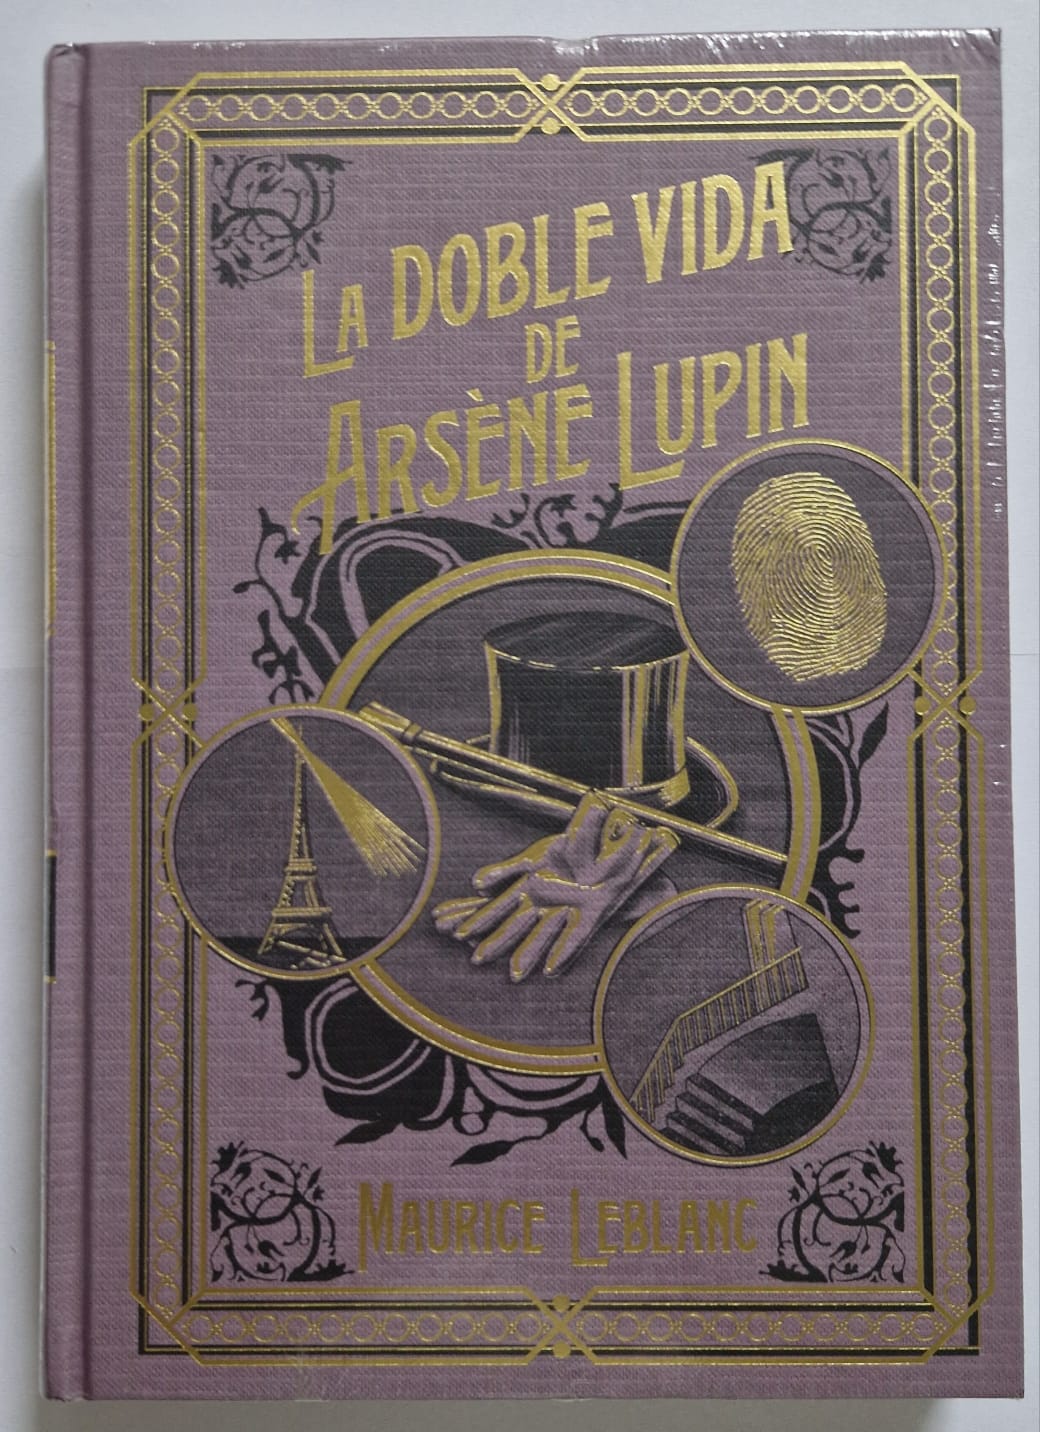 LA DOBLE VIDA
DE
ARSÈNE LUPIN
MAURICE LEBLANC